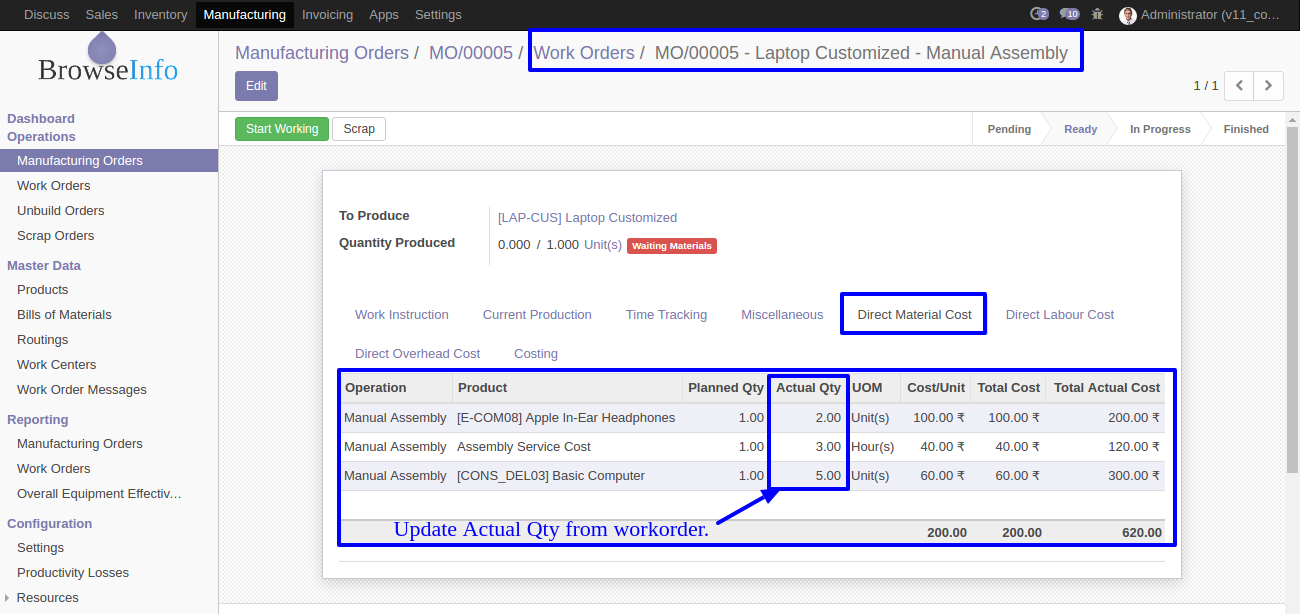 Discuss Sales Inventory Manufacturing Invoicing Apps Settings 2 10 Administrator (v11_co…
BrowseInfo
Manufacturing Orders / MO/00005 / Work Orders / MO/00005 - Laptop Customized - Manual Assembly
Edit
1 / 1
Start Working Scrap
Pending Ready In Progress Finished
Dashboard
Operations
Manufacturing Orders
Work Orders
Unbuild Orders
Scrap Orders
Master Data
Products
Bills of Materials
Routings
Work Centers
Work Order Messages
Reporting
Manufacturing Orders
Work Orders
Overall Equipment Effectiv…
Configuration
Settings
Productivity Losses
Resources
To Produce [LAP-CUS] Laptop Customized
Quantity Produced 0.000 / 1.000 Unit(s) Waiting Materials
Work Instruction Current Production Time Tracking Miscellaneous Direct Material Cost Direct Labour Cost
Direct Overhead Cost Costing
Operation Product Planned Qty Actual Qty UOM Cost/Unit Total Cost Total Actual Cost
Manual Assembly [E-COM08] Apple In-Ear Headphones 1.00 2.00 Unit(s) 100.00 ₹ 100.00 ₹ 200.00 ₹
Manual Assembly Assembly Service Cost 1.00 3.00 Hour(s) 40.00 ₹ 40.00 ₹ 120.00 ₹
Manual Assembly [CONS_DEL03] Basic Computer 1.00 5.00 Unit(s) 60.00 ₹ 60.00 ₹ 300.00 ₹
Update Actual Qty from workorder.
200.00 200.00 620.00